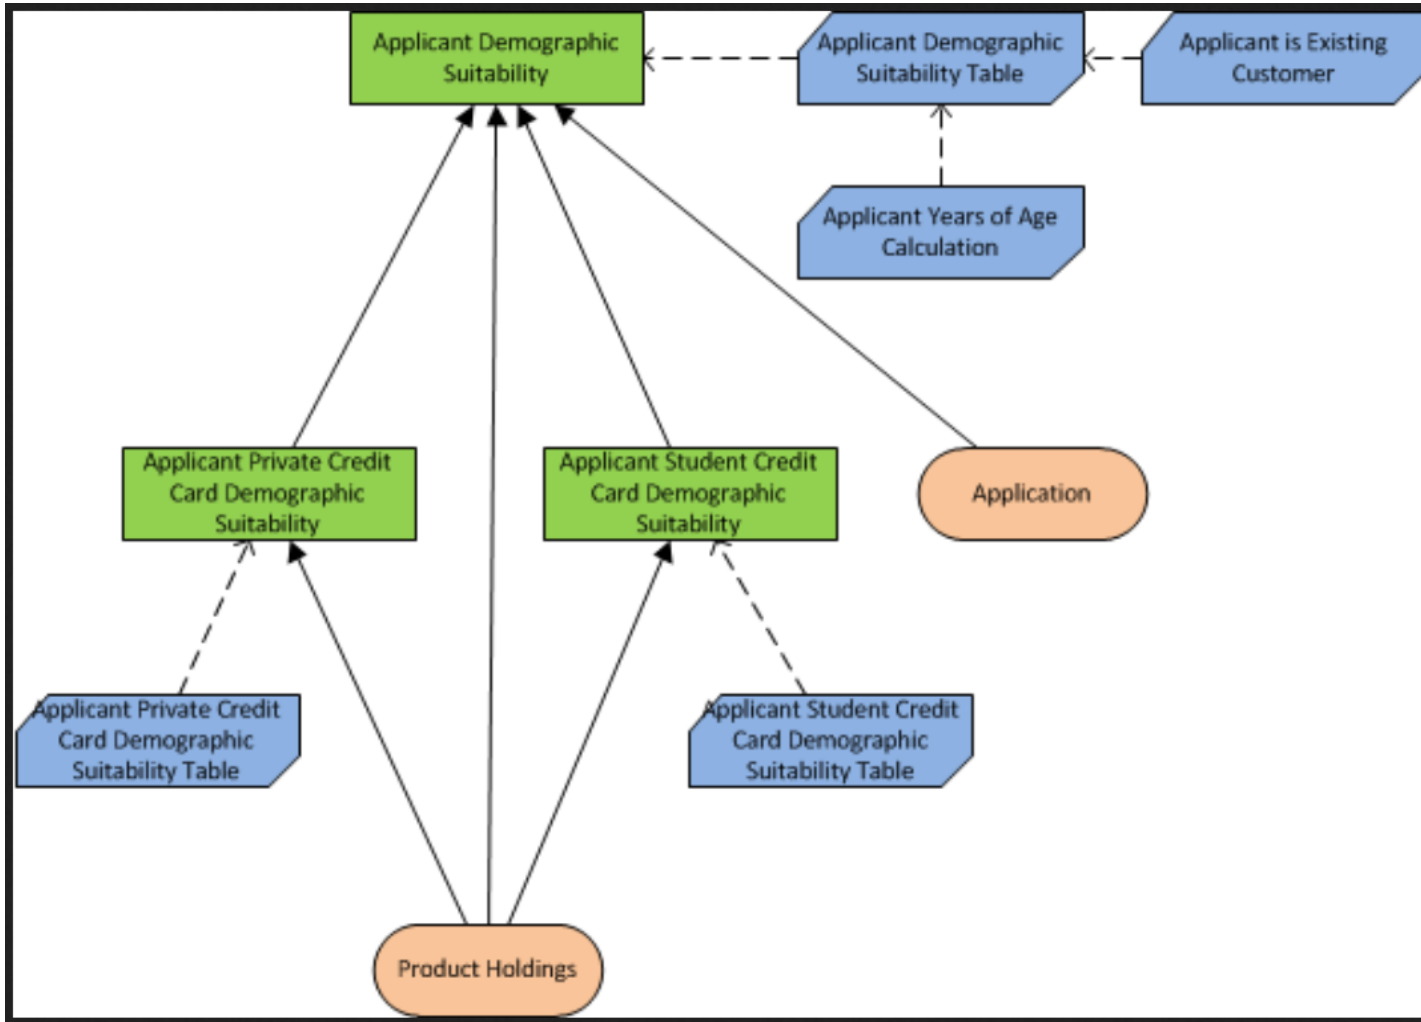 Applicant Demographic
Suitability
Applicant Demographic
Suitability Table
Applicant is Existing
Customer
Applicant Years of Age
Calculation
Applicant Private Credit
Card Demographic
Suitability
Applicant Student Credit
Card Demographic
Suitability
Application
Applicant Private Credit
Card Demographic
Suitability Table
Applicant Student Credit
Card Demographic
Suitability Table
Product Holdings